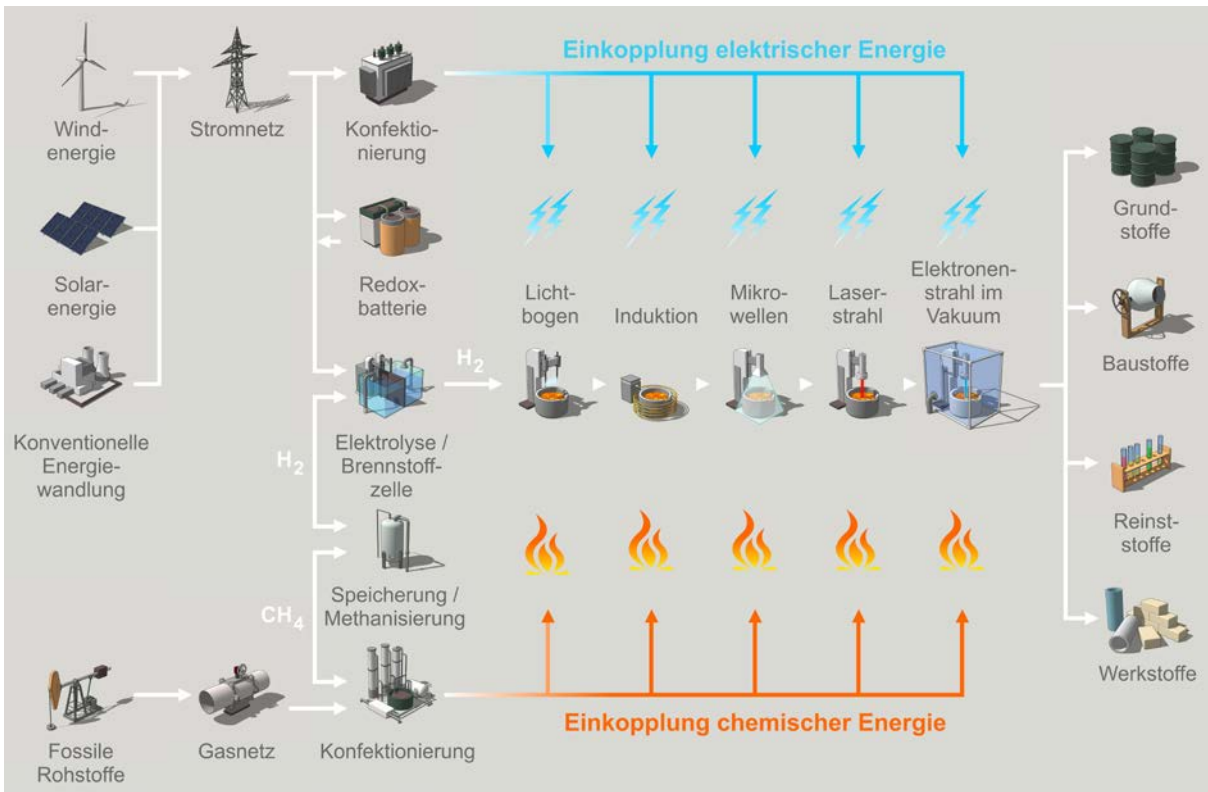 Einkopplung elektrischer Energie
Wind-
energie
Stromnetz
Konfektio-
nierung
Grund-
stoffe
Solar-
energie
Redox-
batterie
Licht-
bogen
Induktion
Mikro-
wellen
Laser-
strahl
Elektronen-
strahl im
Vakuum
Baustoffe
H2
Konventionelle
Energie-
wandlung
H2
Elektrolyse /
Brennstoff-
zelle
Reinst-
stoffe
CH4
Speicherung /
Methanisierung
Werkstoffe
Einkopplung chemischer Energie
Fossile
Rohstoffe
Gasnetz
Konfektionierung